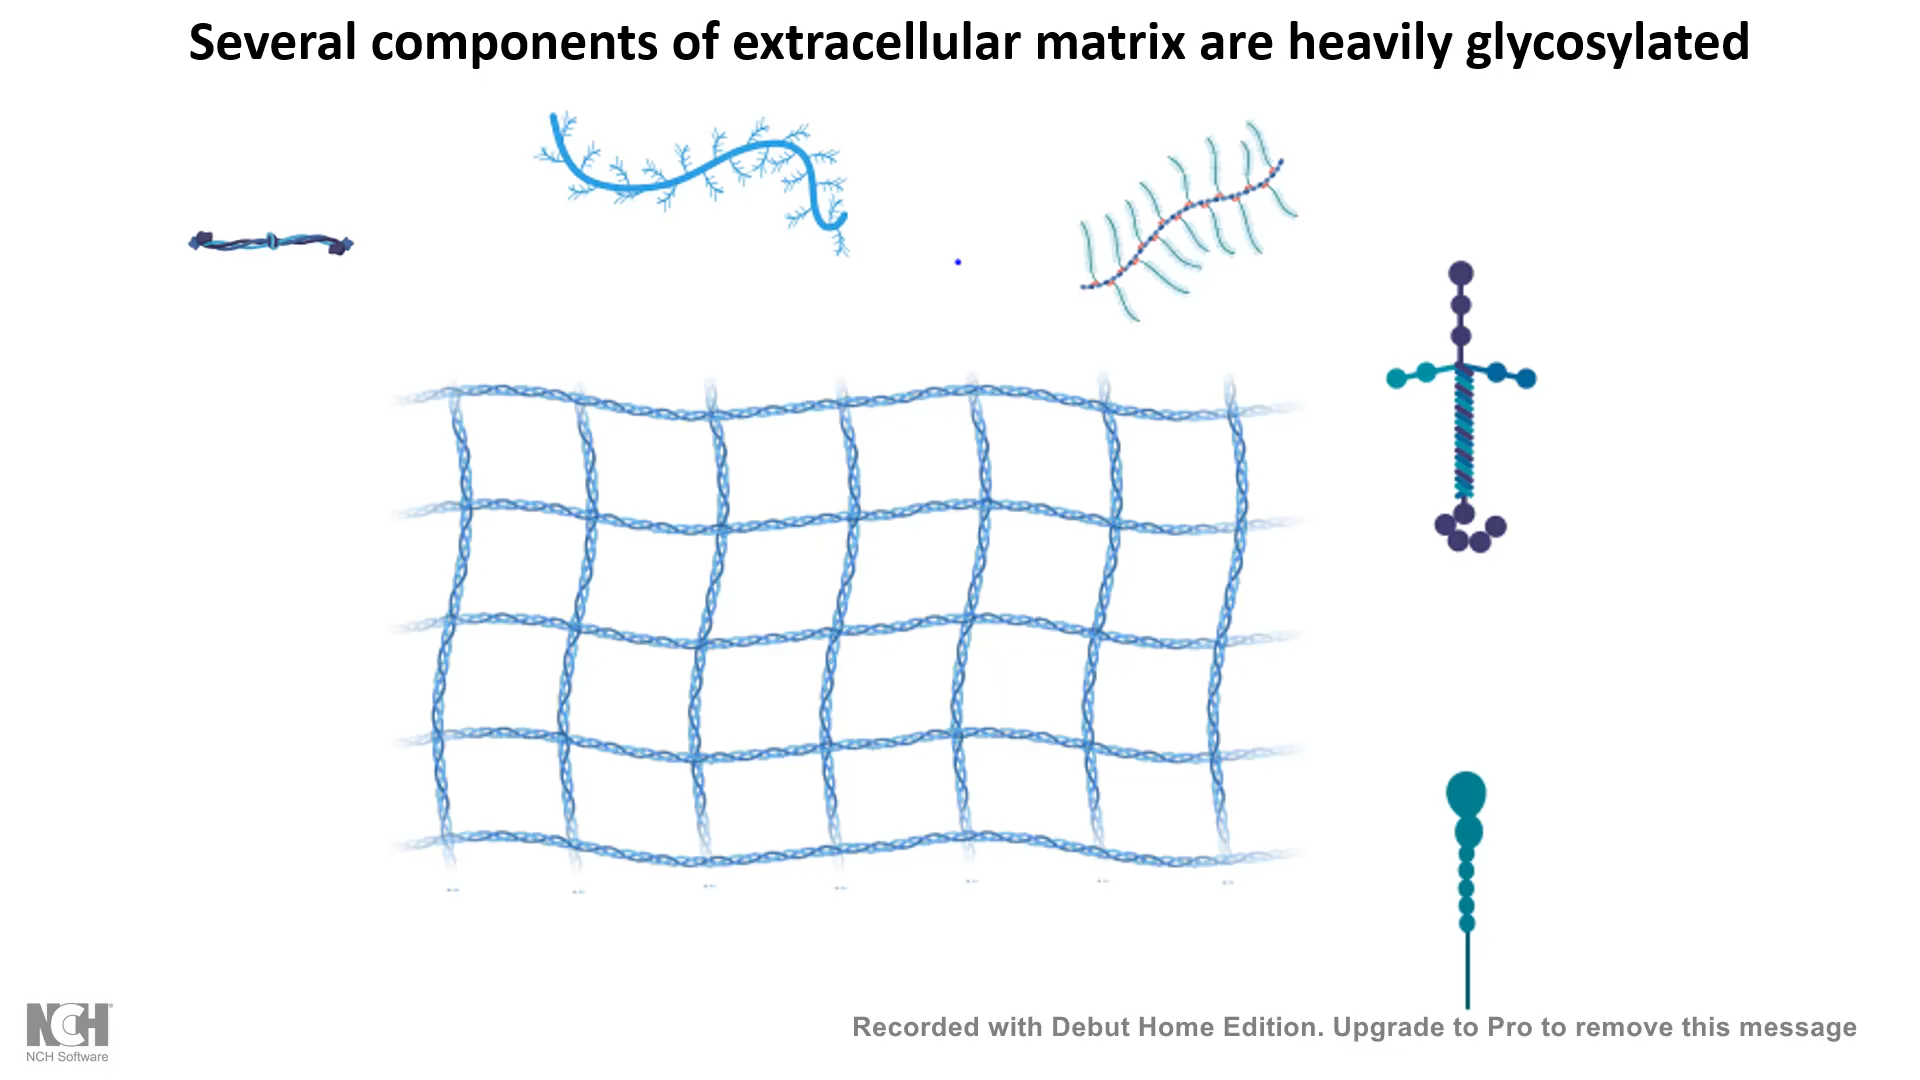 Several components of extracellular matrix are heavily glycosylated
NCH
NCH Software
Recorded with Debut Home Edition. Upgrade to Pro to remove this message